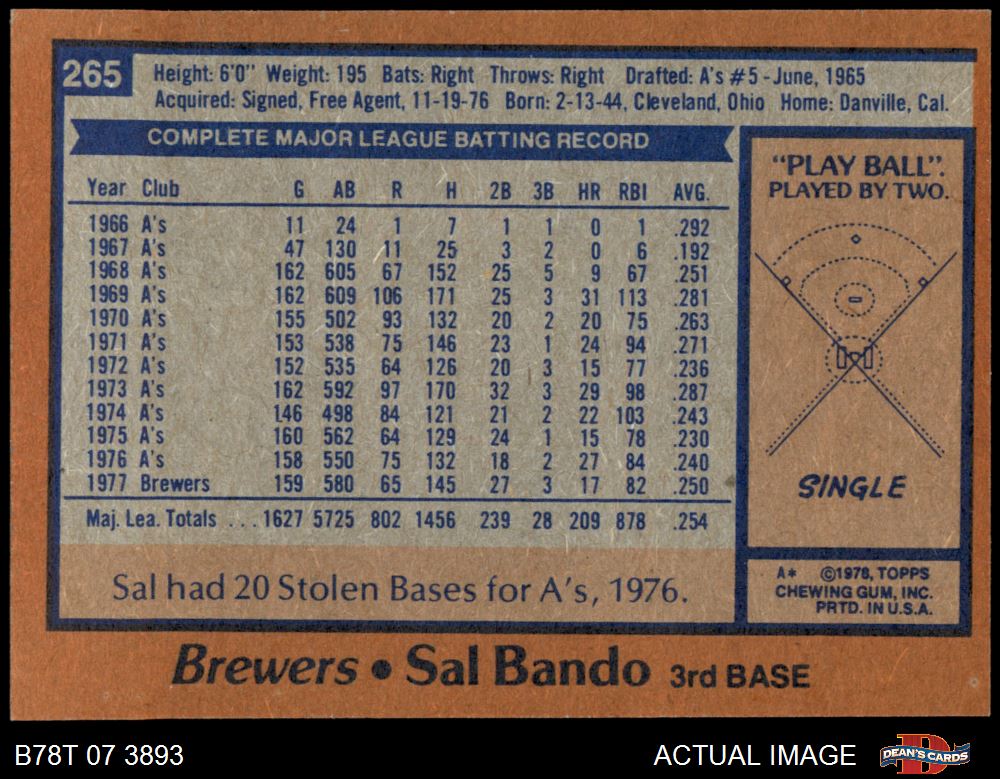 265
Height: 6'0" Weight: 195 Bats: Right Throws: Right Drafted: A's #5 - June, 1965
Acquired: Signed, Free Agent, 11-19-76 Born: 2-13-44, Cleveland, Ohio Home: Danville, Cal.
COMPLETE MAJOR LEAGUE BATTING RECORD
Year Club G AB R H 2B 3B HR RBI AVG.
1966 A's 11 24 1 7 1 1 0 1 .292
1967 A's 47 130 11 25 3 2 0 6 .192
1968 A's 162 605 67 152 25 5 9 67 .251
1969 A's 162 609 106 171 25 3 31 113 .281
1970 A's 155 502 93 132 20 2 20 75 .263
1971 A's 153 538 75 146 23 1 24 94 .271
1972 A's 152 535 64 126 20 3 15 77 .236
1973 A's 162 592 97 170 32 3 29 98 .287
1974 A's 146 498 84 121 21 2 22 103 .243
1975 A's 160 562 64 129 24 1 15 78 .230
1976 A's 158 550 75 132 18 2 27 84 .240
1977 Brewers 159 580 65 145 27 3 17 82 .250
Maj. Lea. Totals ... 1627 5725 802 1456 239 28 209 878 .254
Sal had 20 Stolen Bases for A's, 1976.
"PLAY BALL".
PLAYED BY TWO.
SINGLE
A* ©1978, TOPPS
CHEWING GUM, INC.
PRTD. IN U.S.A.
Brewers • Sal Bando 3rd BASE
B78T 07 3893
ACTUAL IMAGE
DEAN'S CARDS